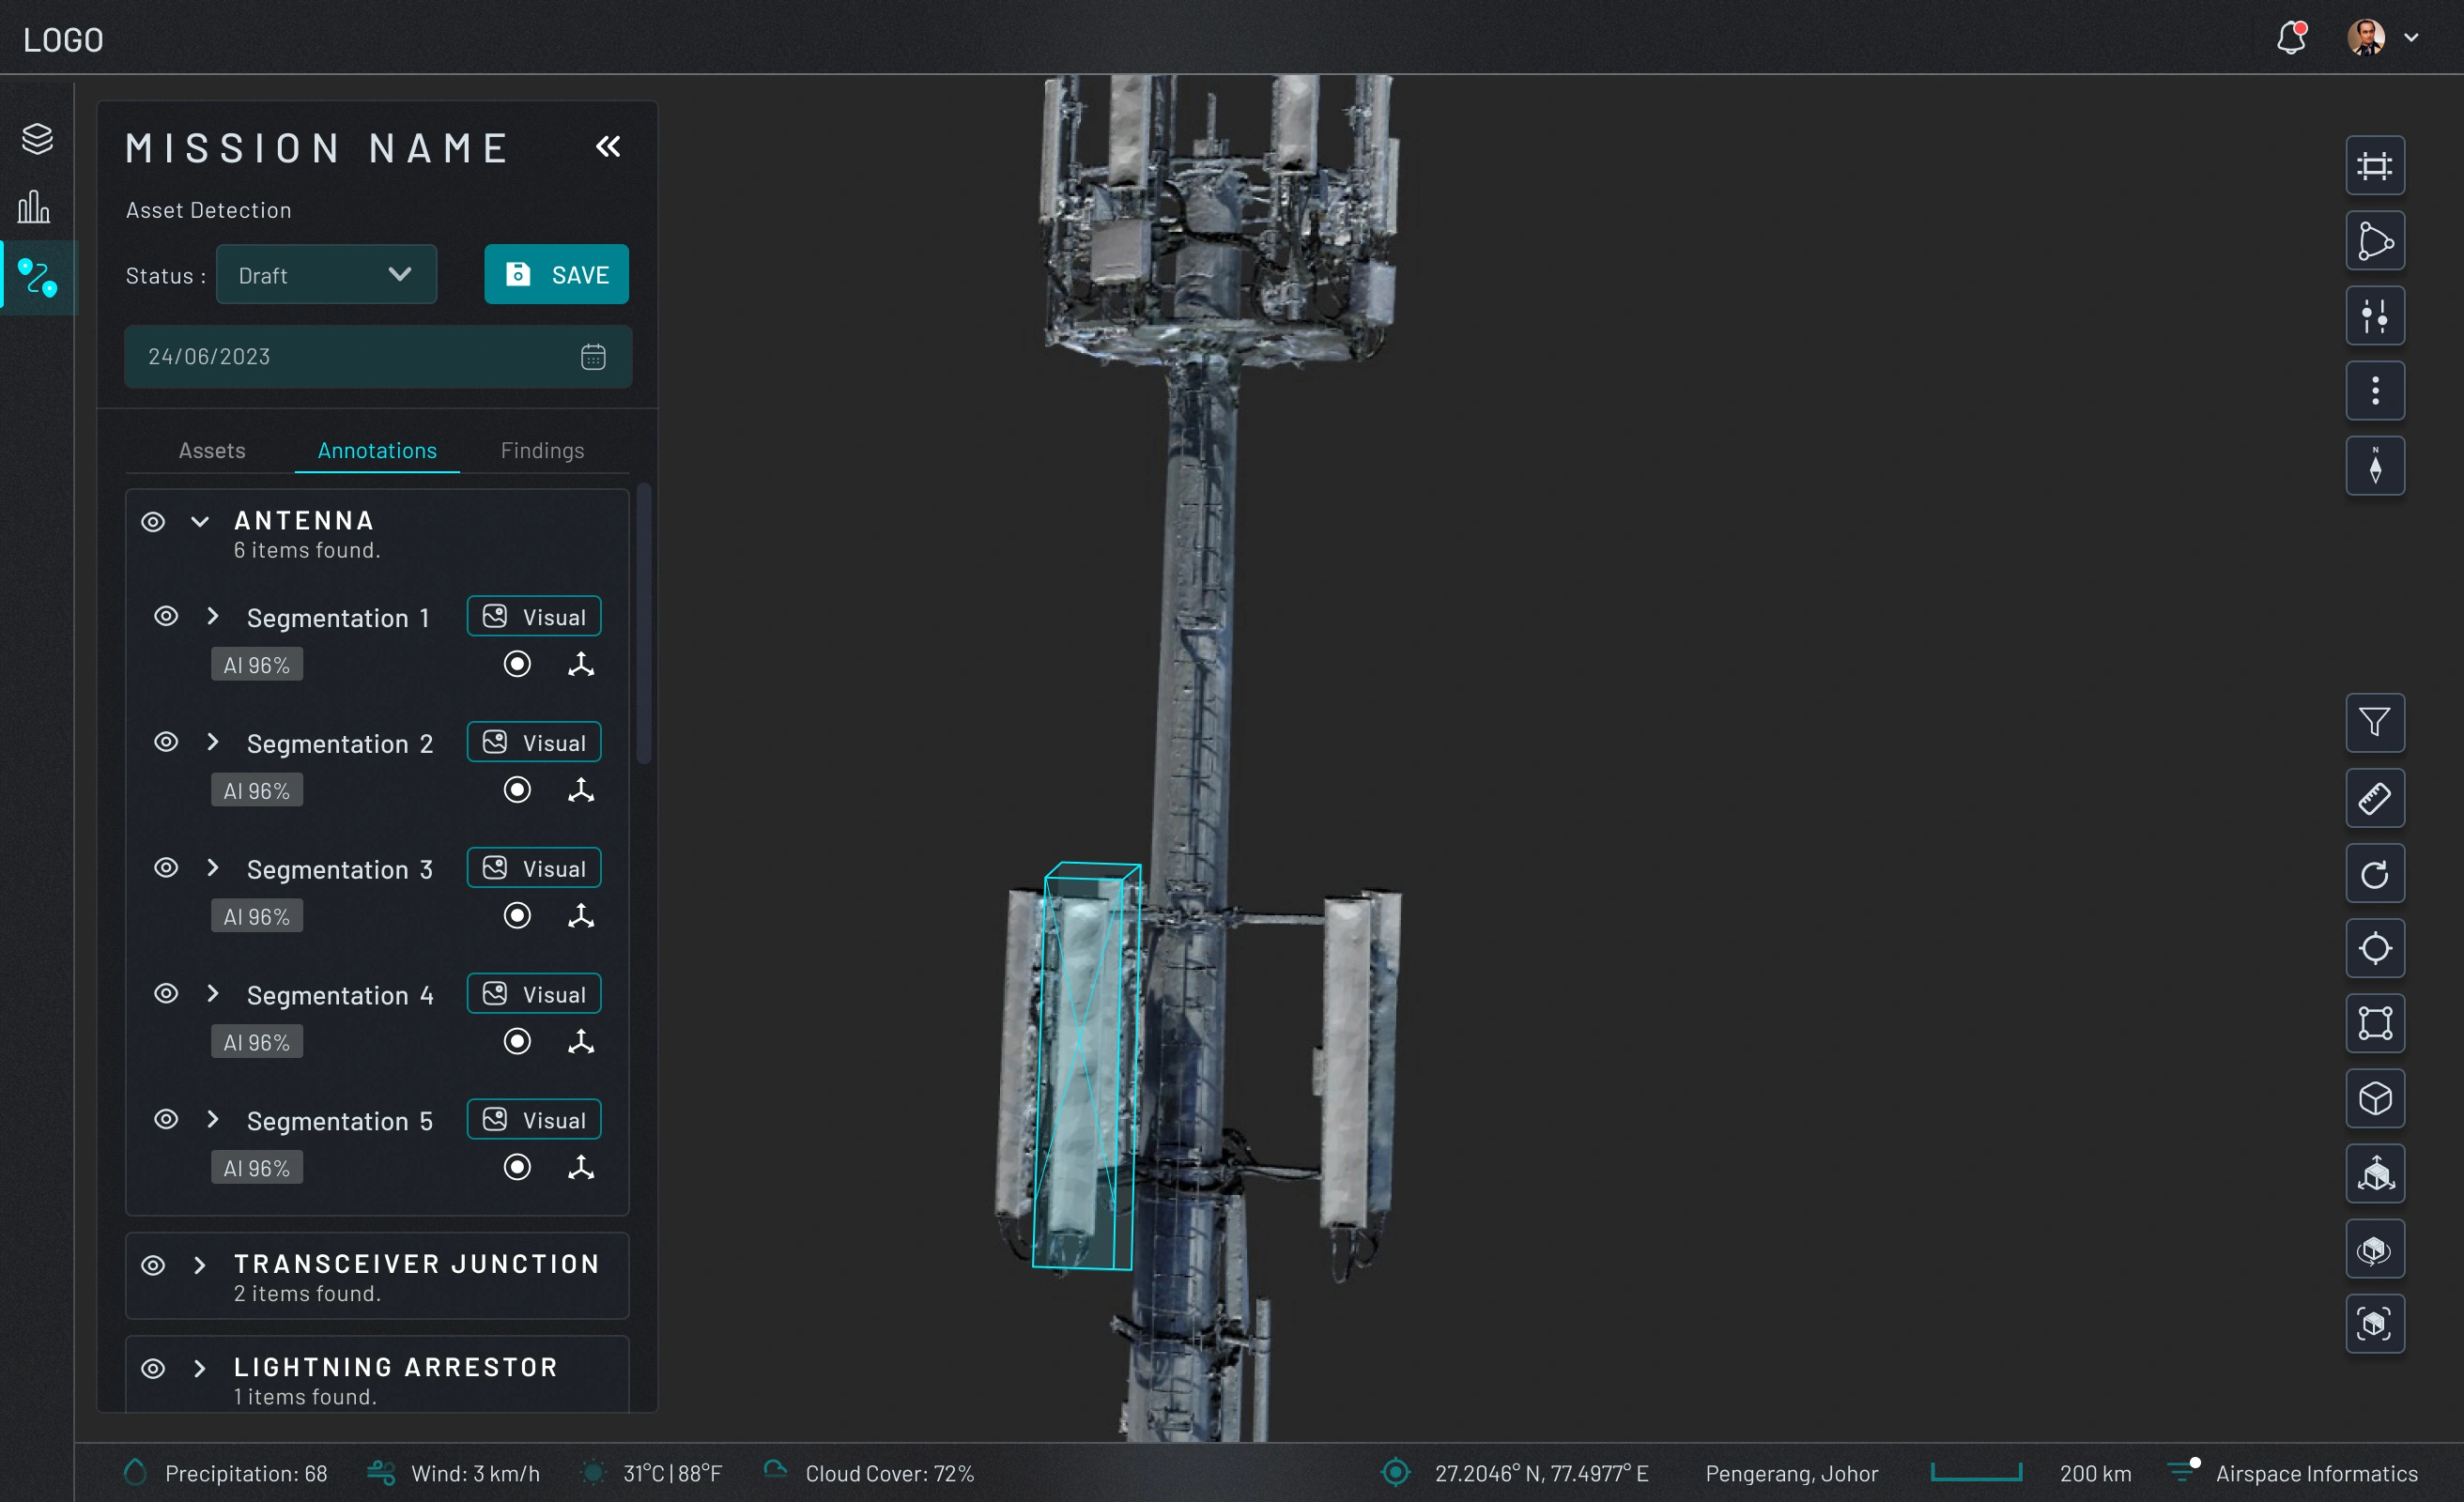 LOGO
MISSION NAME
Asset Detection
Status : Draft SAVE
24/06/2023
Assets Annotations Findings
ANTENNA
6 items found.
Segmentation 1 Visual
AI 96%
Segmentation 2 Visual
AI 96%
Segmentation 3 Visual
AI 96%
Segmentation 4 Visual
AI 96%
Segmentation 5 Visual
AI 96%
TRANSCEIVER JUNCTION
2 items found.
LIGHTNING ARRESTOR
1 items found.
N
Precipitation: 68 Wind: 3 km/h 31°C | 88°F Cloud Cover: 72% 27.2046° N, 77.4977° E Pengerang, Johor 200 km Airspace Informatics